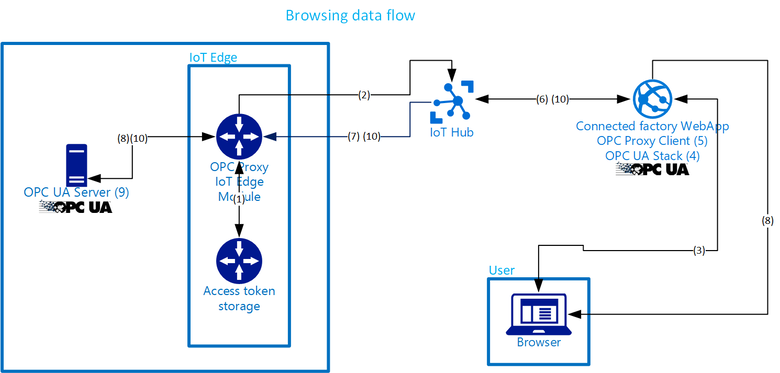 Browsing data flow
IoT Edge
(2)
(6) (10)
IoT Hub
(7) (10)
(8)(10)
OPC Proxy
IoT Edge
Module
(1)
OPC UA Server (9)
OPC UA
Connected factory WebApp
OPC Proxy Client (5)
OPC UA Stack (4)
OPC UA
(8)
(3)
Access token
storage
User
Browser